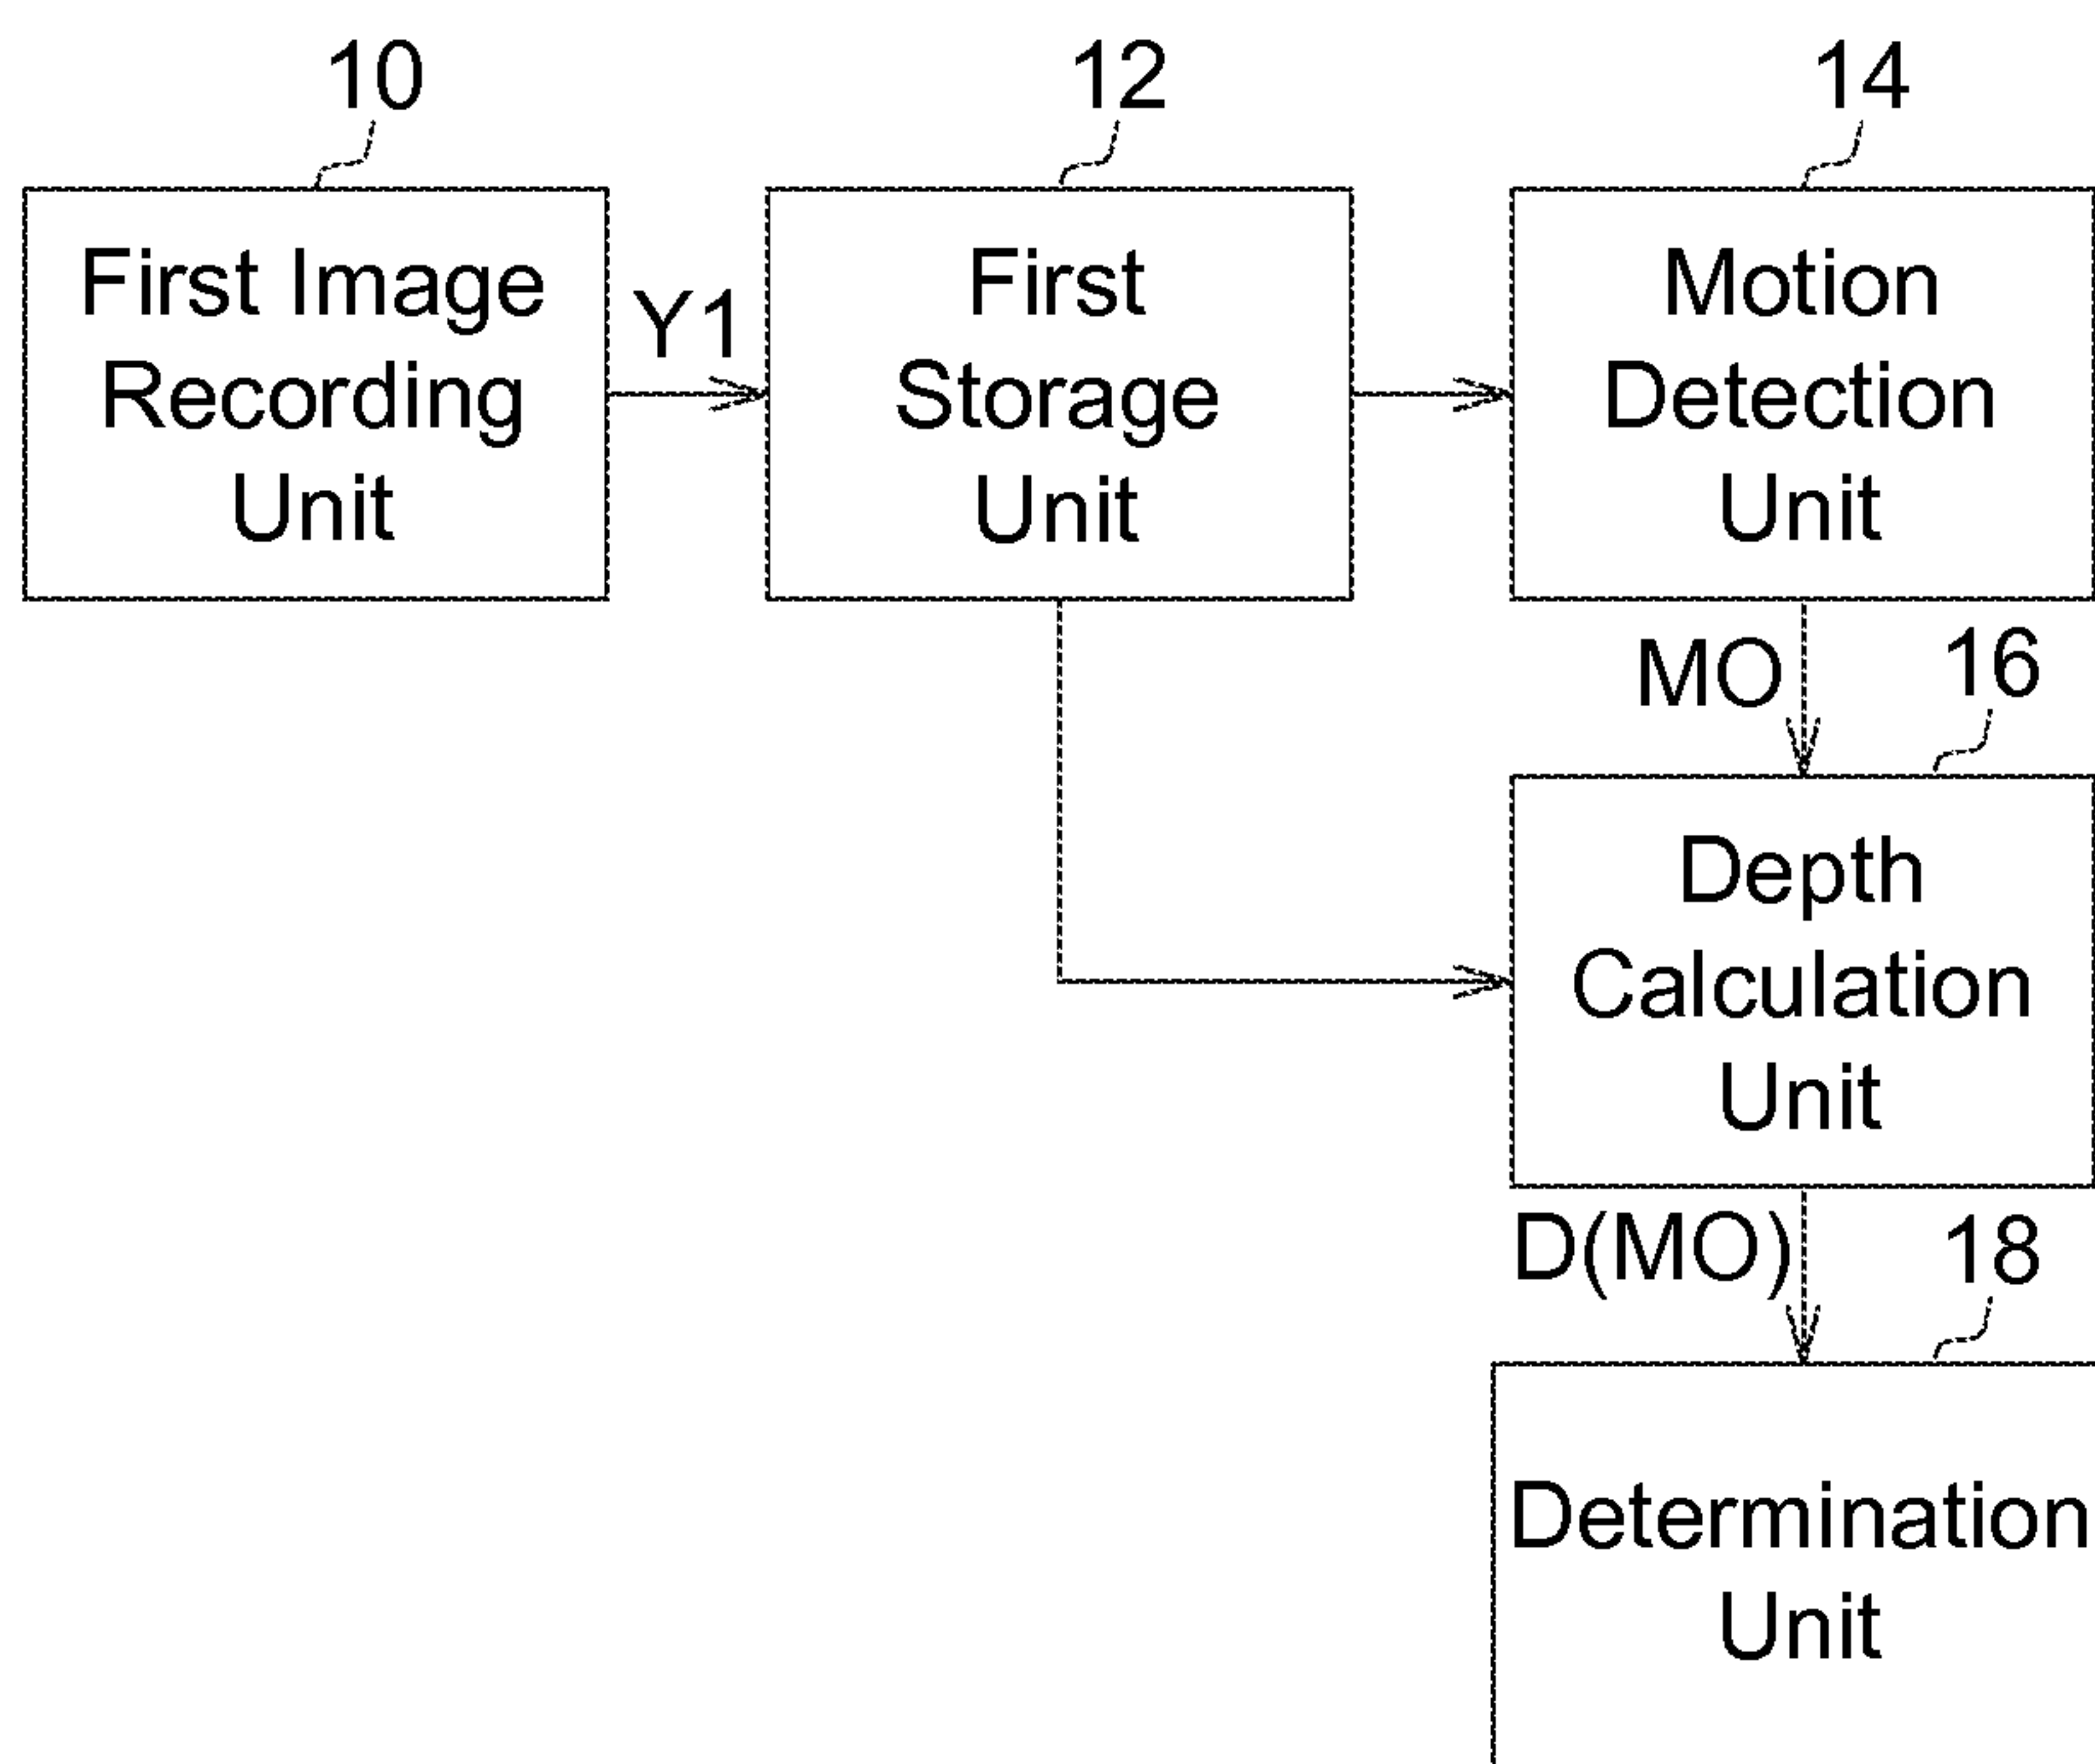 10
12
14
First Image
Recording
Unit
Y1
First
Storage
Unit
Motion
Detection
Unit
MO
16
Depth
Calculation
Unit
D(MO)
18
Determination
Unit